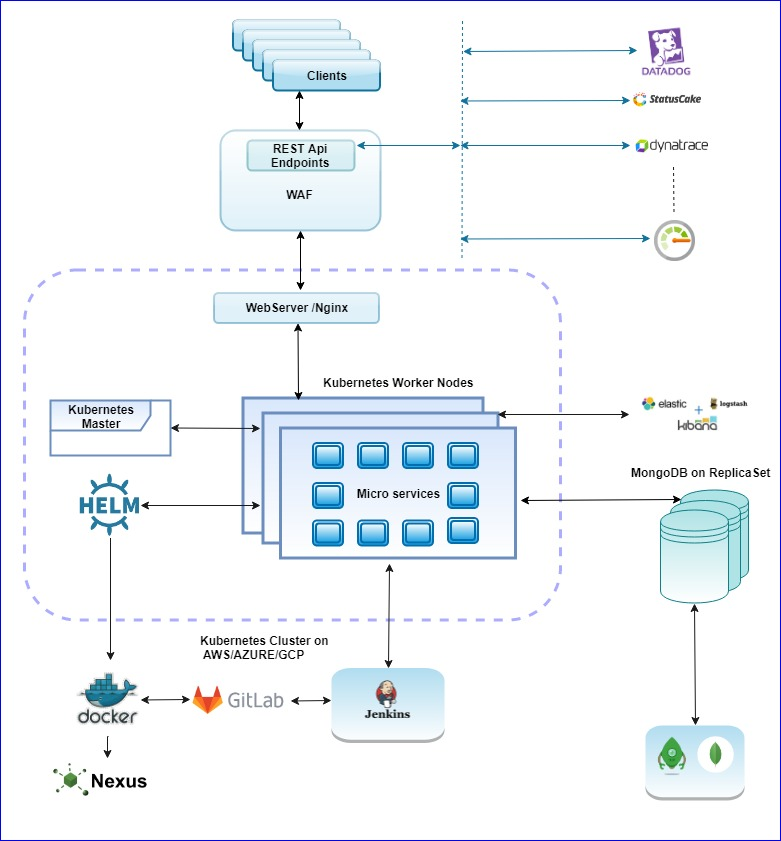 Clients
DATADOG
StatusCake
REST Api
Endpoints
dynatrace
WAF
WebServer /Nginx
Kubernetes Worker Nodes
Kubernetes
Master
elastic
+
logstash
kibana
MongoDB on ReplicaSet
Micro services
HELM
Kubernetes Cluster on
AWS/AZURE/GCP
docker
GitLab
Jenkins
Nexus